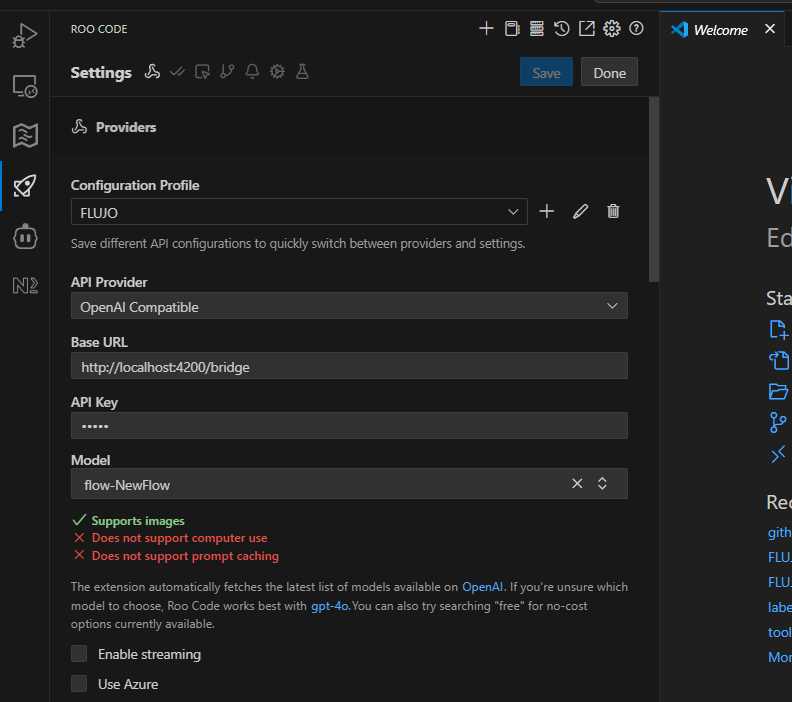 ROO CODE
Welcome
Settings
Save
Done
Providers
Configuration Profile
FLUJO
Save different API configurations to quickly switch between providers and settings.
API Provider
OpenAI Compatible
Base URL
http://localhost:4200/bridge
API Key
•••••
Model
flow-NewFlow
Supports images
Does not support computer use
Does not support prompt caching
The extension automatically fetches the latest list of models available on OpenAI. If you're unsure which
model to choose, Roo Code works best with gpt-4o.You can also try searching "free" for no-cost
options currently available.
Enable streaming
Use Azure
Vi
Ed
Sta
Rec
gith
FLU
FLU
labe
tool
Mor